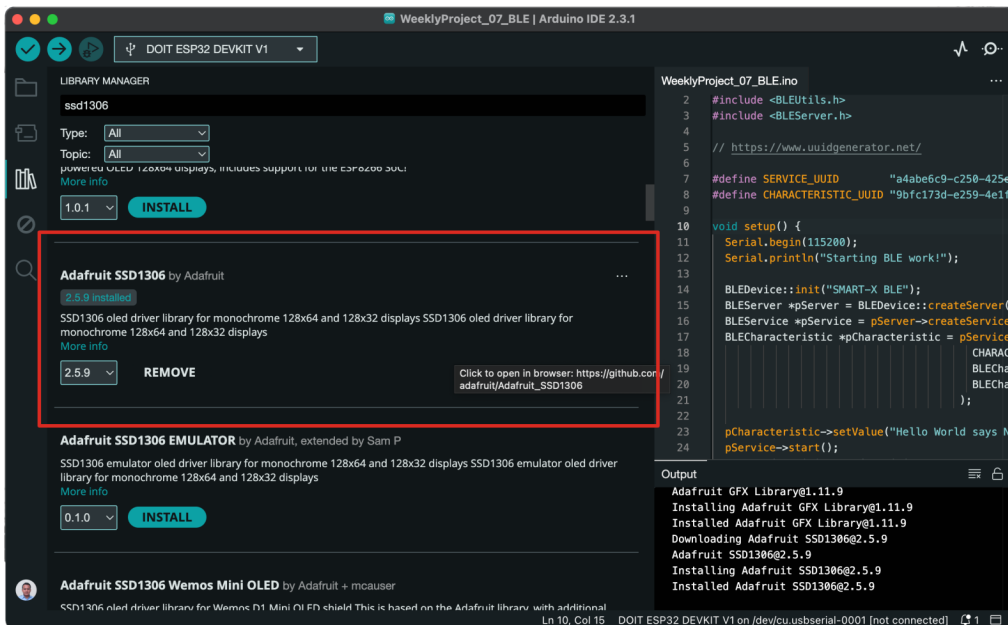 WeeklyProject_07_BLE | Arduino IDE 2.3.1
DOIT ESP32 DEVKIT V1
LIBRARY MANAGER
ssd1306
Type: All
Topic: All
powered OLED 128x64 displays, includes support for the ESP8266 SoC!
More info
1.0.1 INSTALL
Adafruit SSD1306 by Adafruit
...
2.5.9 installed
SSD1306 oled driver library for monochrome 128x64 and 128x32 displays SSD1306 oled driver library for
monochrome 128x64 and 128x32 displays
More info
2.5.9 REMOVE
Click to open in browser: https://github.com/
adafruit/Adafruit_SSD1306
Adafruit SSD1306 EMULATOR by Adafruit, extended by Sam P
SSD1306 emulator oled driver library for monochrome 128x64 and 128x32 displays SSD1306 emulator oled driver
library for monochrome 128x64 and 128x32 displays
More info
0.1.0 INSTALL
Adafruit SSD1306 Wemos Mini OLED by Adafruit + mcauser
SSD1306 oled driver library for Wemos D1 Mini OLED shield This is based on the Adafruit library, with additional
WeeklyProject_07_BLE.ino
...
2 #include <BLEUtils.h>
3 #include <BLEServer.h>
4
5 // https://www.uuidgenerator.net/
6
7 #define SERVICE_UUID "a4abe6c9-c250-425e
8 #define CHARACTERISTIC_UUID "9bfc173d-e259-4e1f
9
10 void setup() {
11 Serial.begin(115200);
12 Serial.println("Starting BLE work!");
13
14 BLEDevice::init("SMART-X BLE");
15 BLEServer *pServer = BLEDevice::createServer(
16 BLEService *pService = pServer->createService
17 BLECharacteristic *pCharacteristic = pService
18 CHARAC
19 BLECha
20 BLECha
21 );
22
23 pCharacteristic->setValue("Hello World says N
24 pService->start();
Output
Adafruit GFX Library@1.11.9
Installing Adafruit GFX Library@1.11.9
Installed Adafruit GFX Library@1.11.9
Downloading Adafruit SSD1306@2.5.9
Adafruit SSD1306@2.5.9
Installing Adafruit SSD1306@2.5.9
Installed Adafruit SSD1306@2.5.9
Ln 10, Col 15 DOIT ESP32 DEVKIT V1 on /dev/cu.usbserial-0001 [not connected] 1